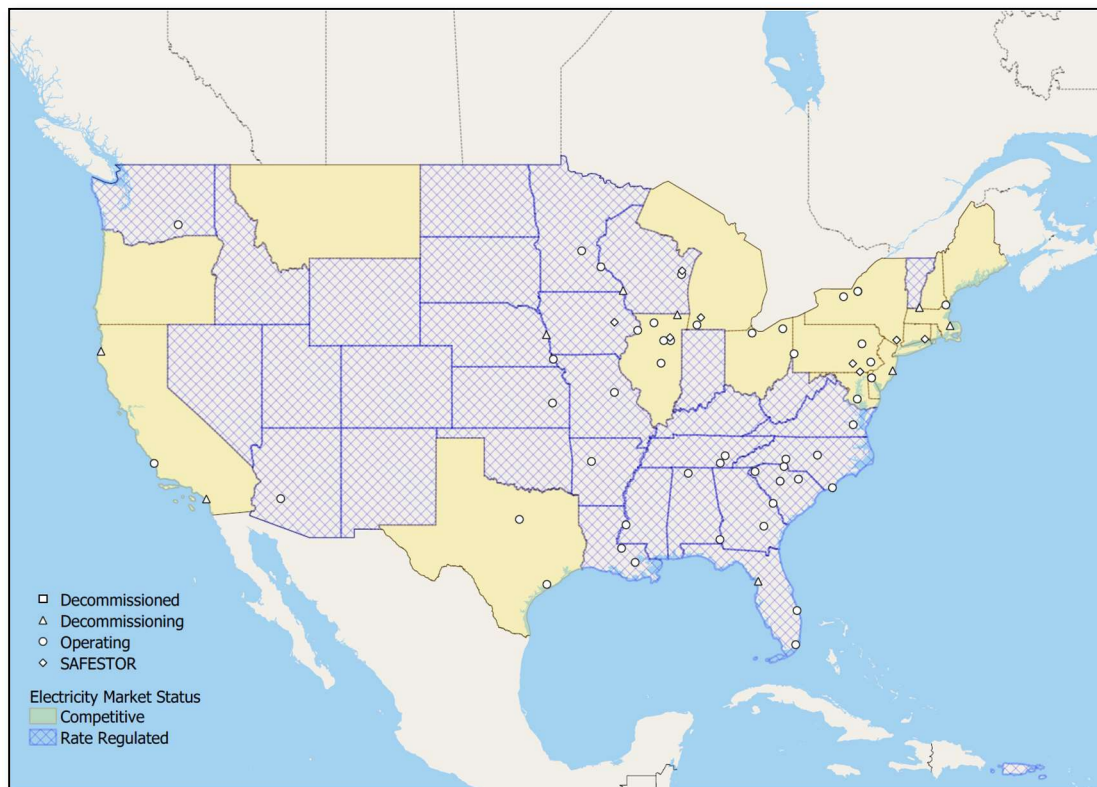 Decommissioned
Decommissioning
Operating
SAFESTOR
Electricity Market Status
Competitive
Rate Regulated